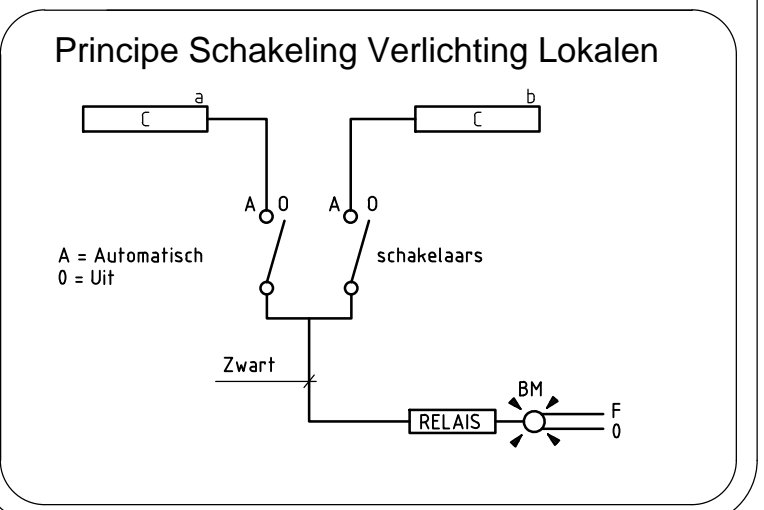 Principe Schakeling Verlichting Lokalen
a
b
C
C
A 0
A 0
A = Automatisch
0 = Uit
schakelaars
Zwart
BM
RELAIS
F
0